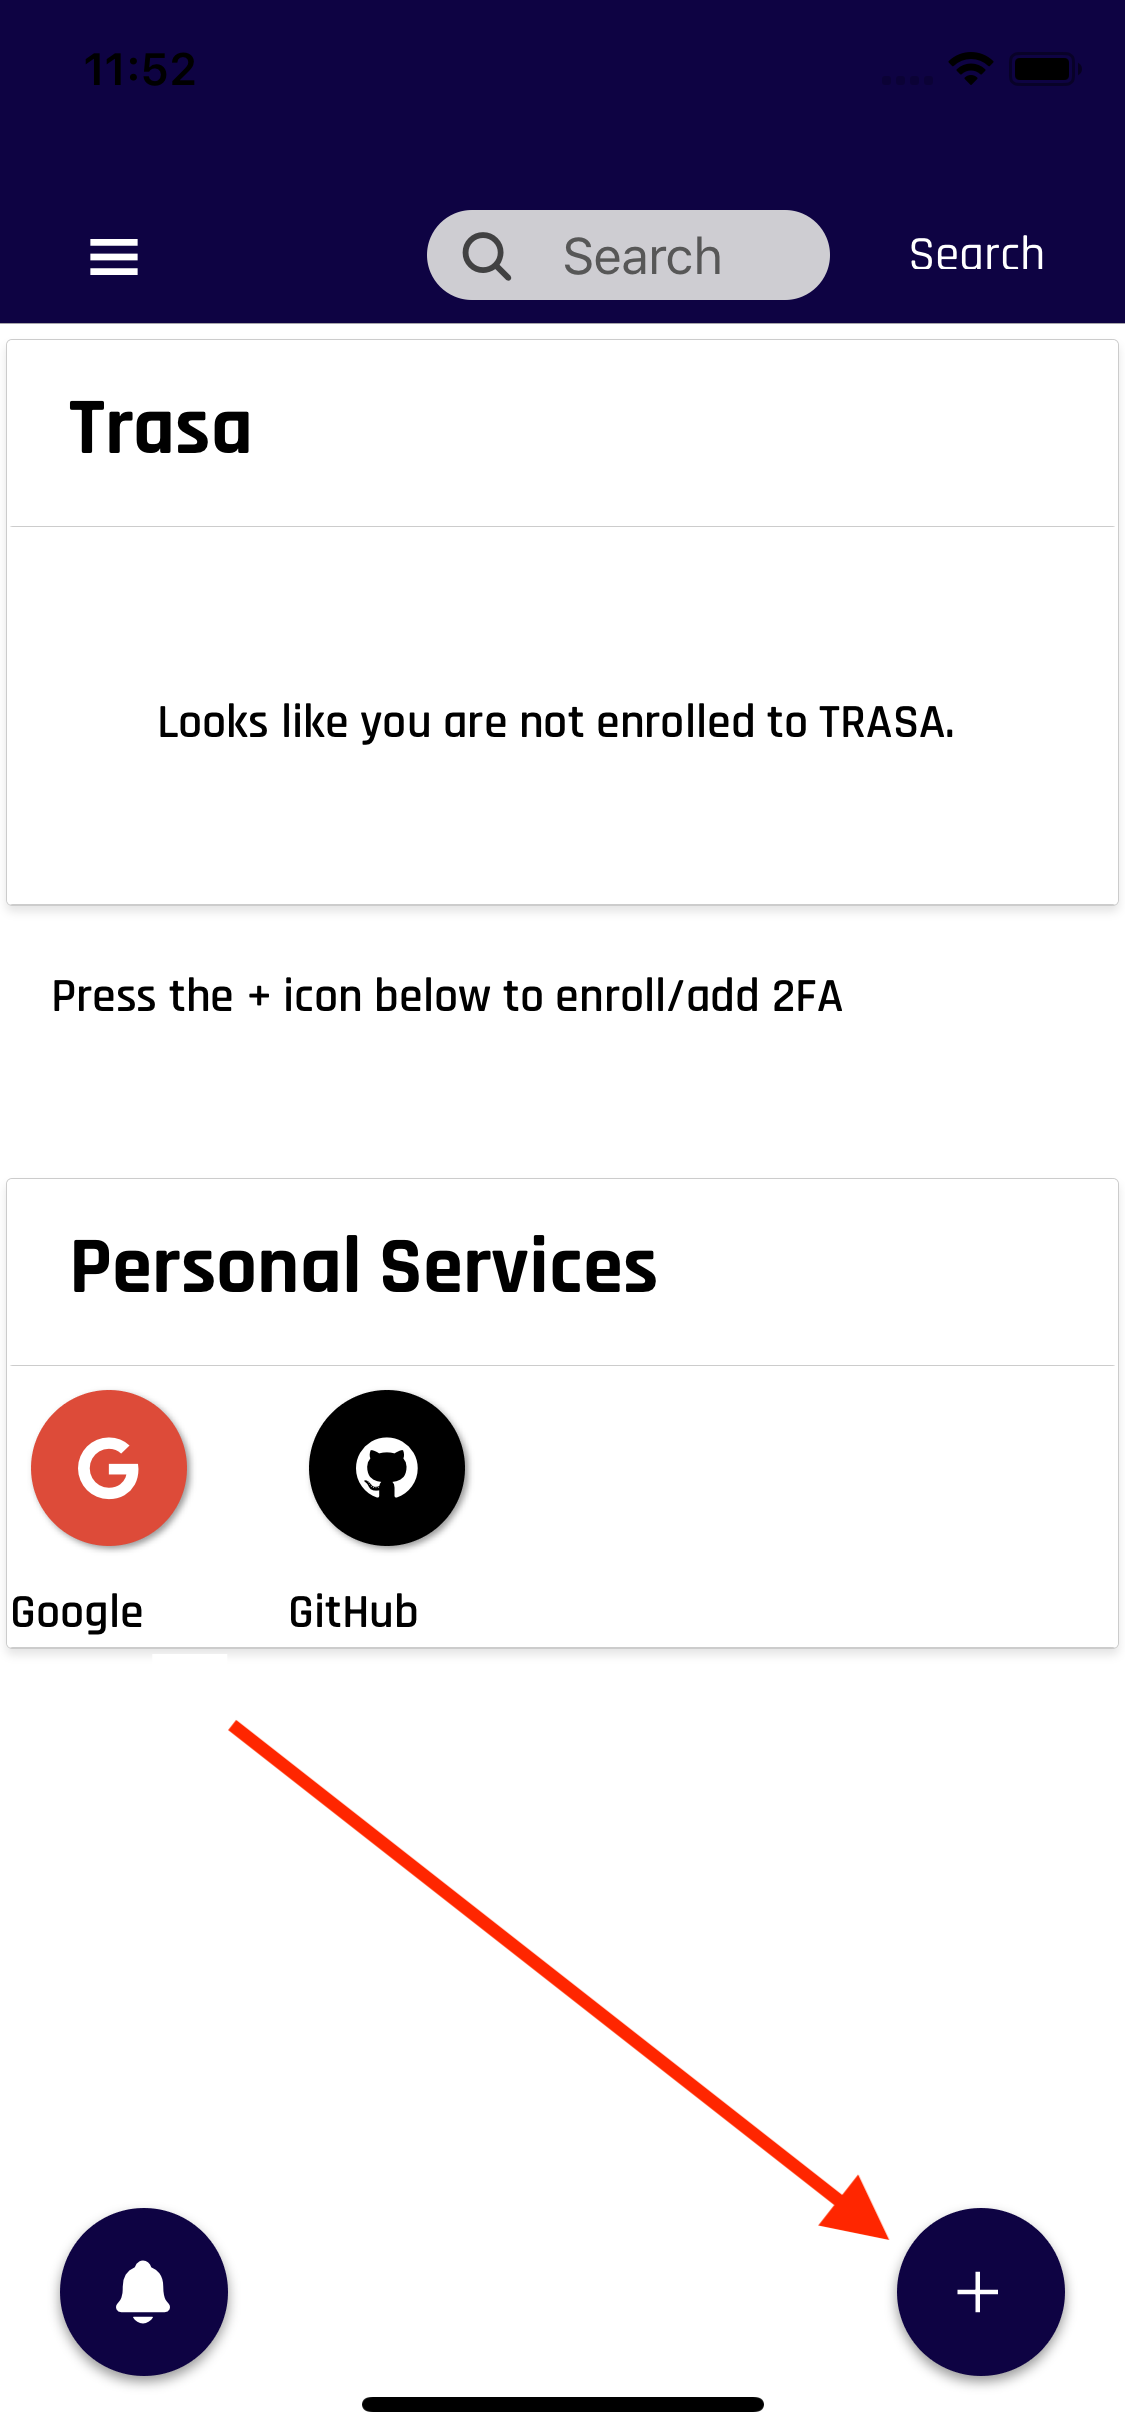 11:52
Search Search
Trasa
Looks like you are not enrolled to TRASA.
Press the + icon below to enroll/add 2FA
Personal Services
Google GitHub